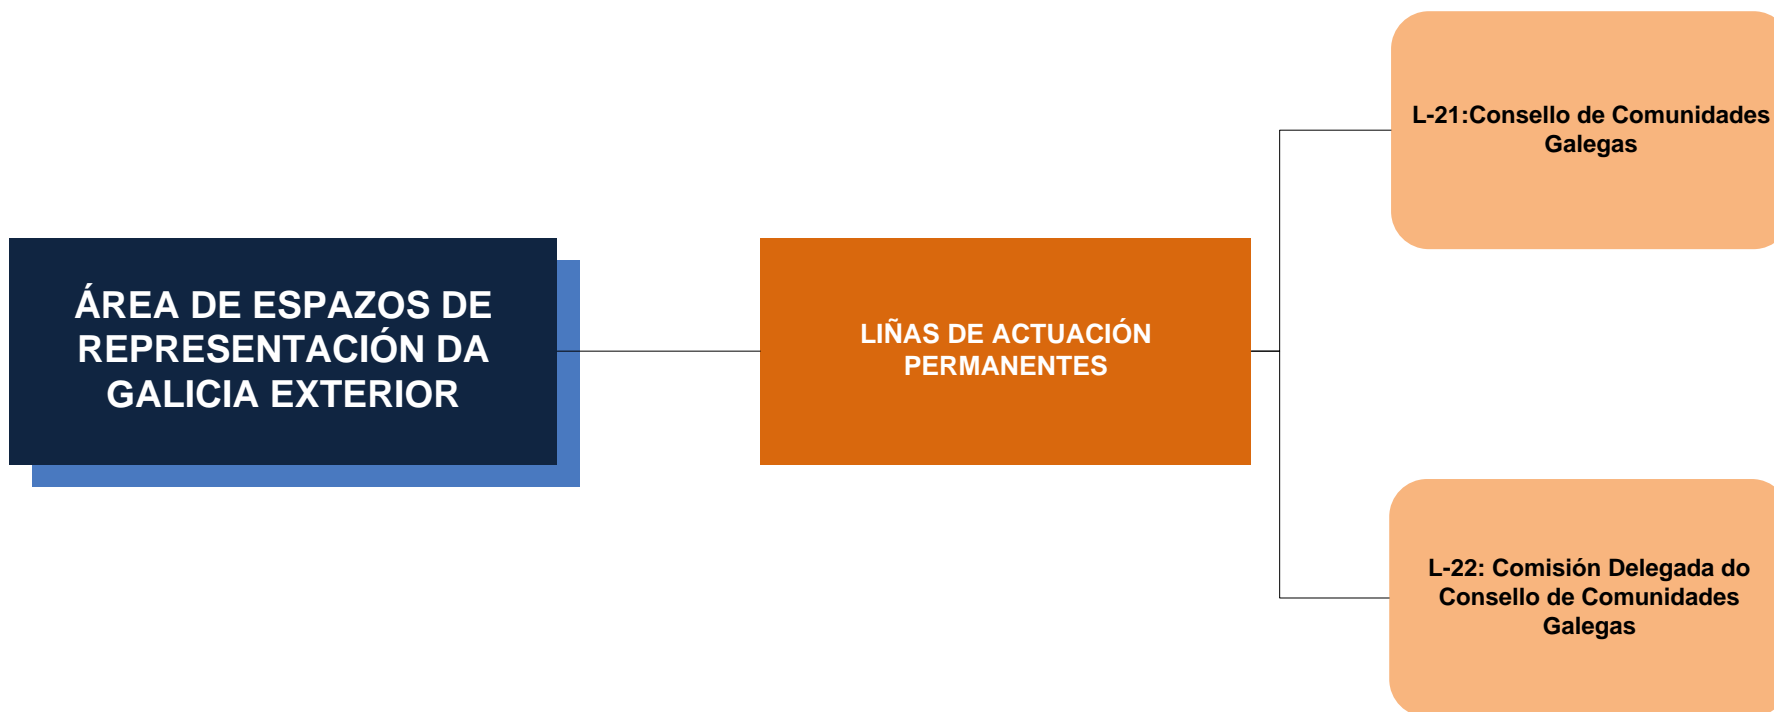 ÁREA DE ESPAZOS DE
REPRESENTACIÓN DA
GALICIA EXTERIOR
LIÑAS DE ACTUACIÓN
PERMANENTES
L-21:Consello de Comunidades
Galegas
L-22: Comisión Delegada do
Consello de Comunidades
Galegas